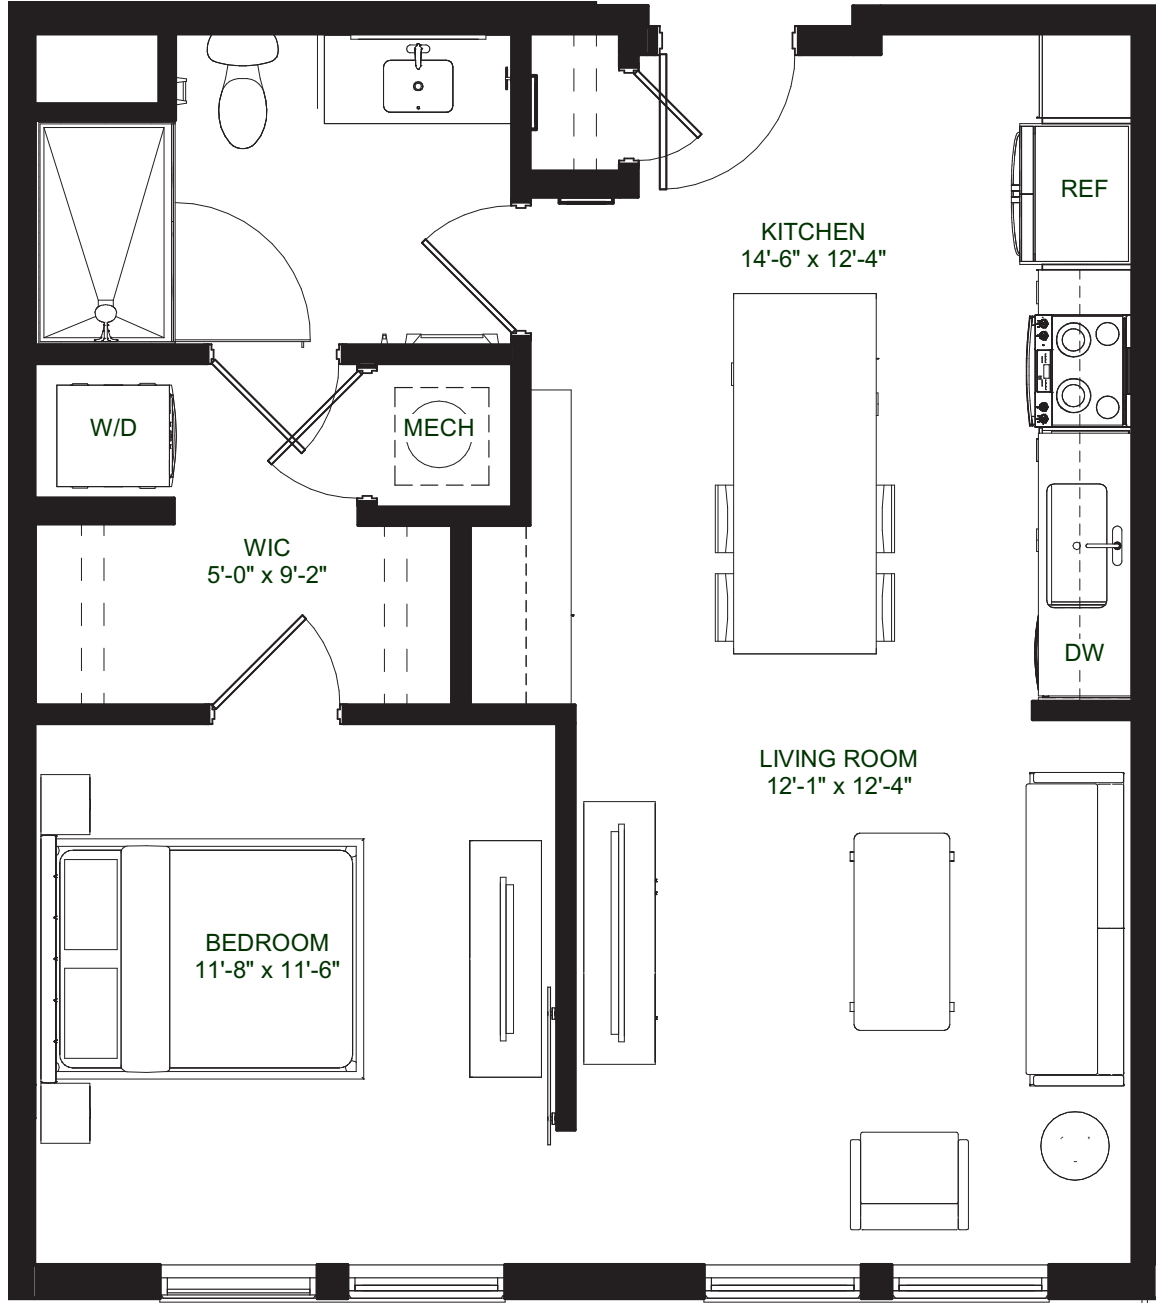 REF
KITCHEN
14'-6" x 12'-4"
W/D
MECH
WIC
5'-0" x 9'-2"
DW
LIVING ROOM
12'-1" x 12'-4"
BEDROOM
11'-8" x 11'-6"